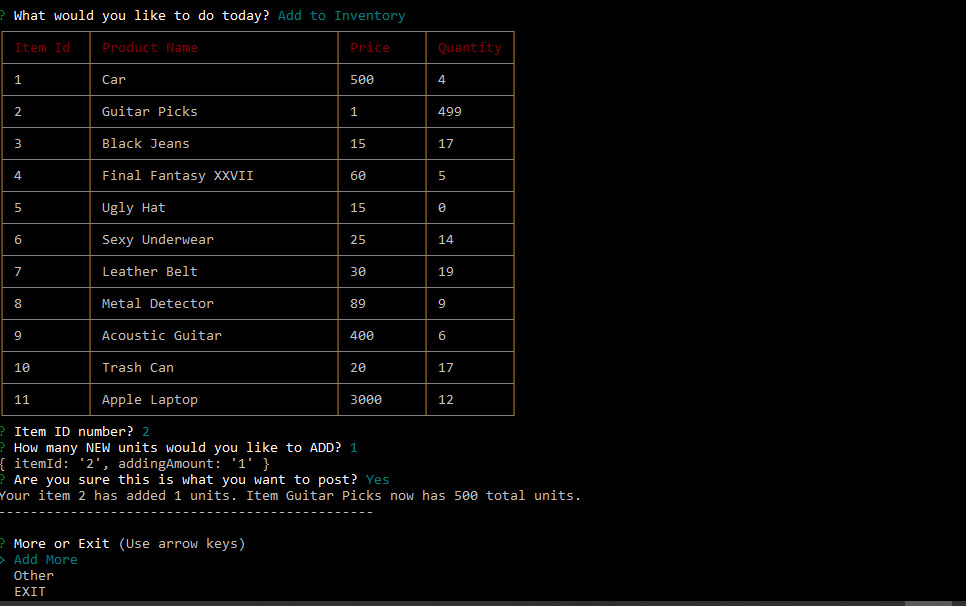 ? What would you like to do today? Add to Inventory
Item Id Product Name Price Quantity
1 Car 500 4
2 Guitar Picks 1 499
3 Black Jeans 15 17
4 Final Fantasy XXVII 60 5
5 Ugly Hat 15 0
6 Sexy Underwear 25 14
7 Leather Belt 30 19
8 Metal Detector 89 9
9 Acoustic Guitar 400 6
10 Trash Can 20 17
11 Apple Laptop 3000 12
? Item ID number? 2
? How many NEW units would you like to ADD? 1
{ itemId: '2', addingAmount: '1' }
? Are you sure this is what you want to post? Yes
Your item 2 has added 1 units. Item Guitar Picks now has 500 total units.
-----------------------------------------------
? More or Exit (Use arrow keys)
> Add More
Other
EXIT